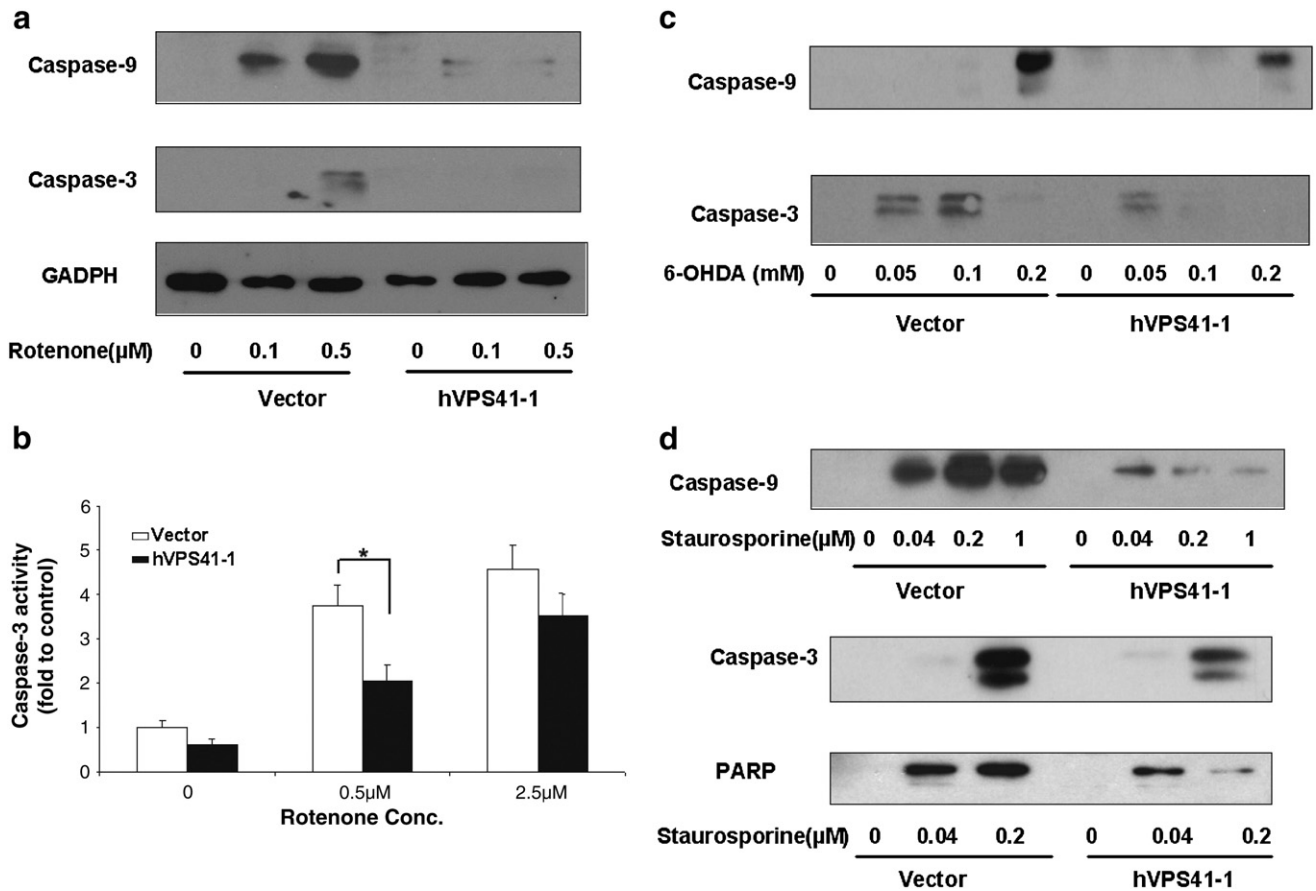 a
Caspase-9
Caspase-3
GADPH
Rotenone(µM) 0 0.1 0.5 0 0.1 0.5
Vector hVPS41-1
b
Caspase-3 activity
(fold to control)
6
5
4
3
2
1
0
Vector
hVPS41-1
*
0 0.5µM 2.5µM
Rotenone Conc.
c
Caspase-9
Caspase-3
6-OHDA (mM) 0 0.05 0.1 0.2 0 0.05 0.1 0.2
Vector hVPS41-1
d
Caspase-9
Staurosporine(µM) 0 0.04 0.2 1 0 0.04 0.2 1
Vector hVPS41-1
Caspase-3
PARP
Staurosporine(µM) 0 0.04 0.2 0 0.04 0.2
Vector hVPS41-1